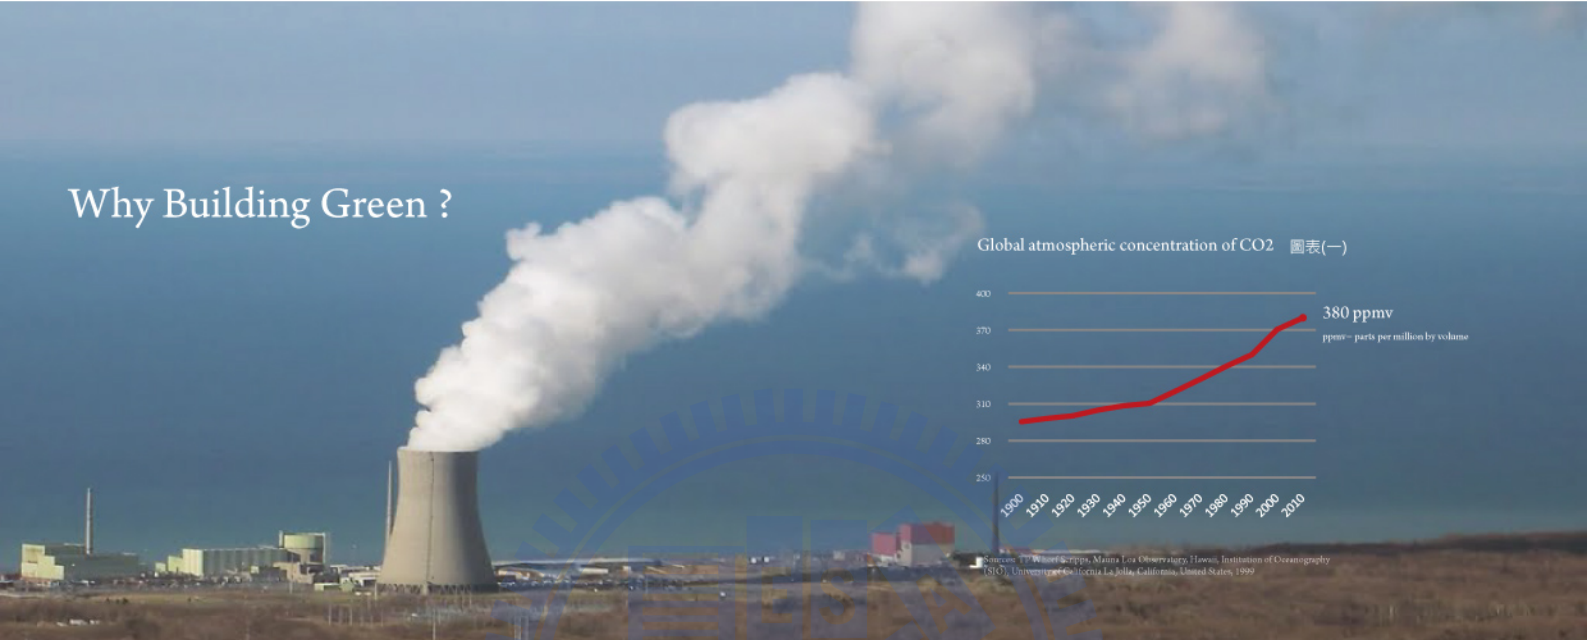 Why Building Green ?
Global atmospheric concentration of CO2 圖表(一)
400
380 ppmv
370
ppmv– parts per million by volume
340
310
280
250
1900 1910 1920 1930 1940 1950 1960 1970 1980 1990 2000 2010
Scripps, Mauna Loa Observatory, Hawaii, Institution of Oceanography
(SIO), University of California La Jolla, California, United States, 1999